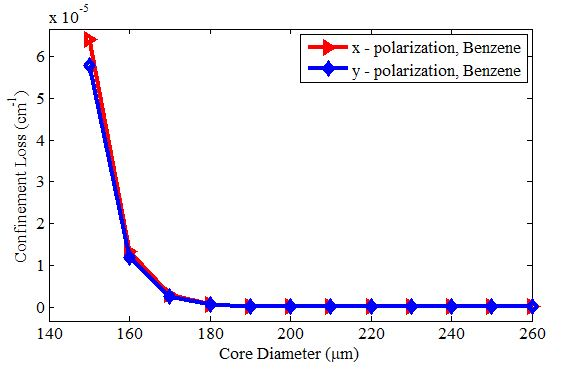 x 10^-5
x - polarization, Benzene
y - polarization, Benzene
6
5
4
3
2
1
0
Confinement Loss (cm^-1)
140 160 180 200 220 240 260
Core Diameter (μm)